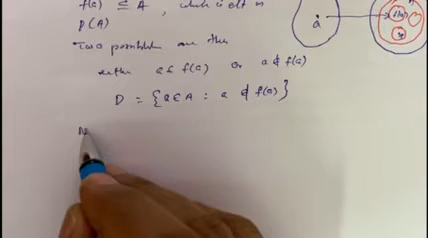 f(a) ⊆ A , which is elt in
P(A)
Two possibilities are there
either a ∈ f(a) or a ∉ f(a)
D = {a ∈ A : a ∉ f(a)}
a
f(a)